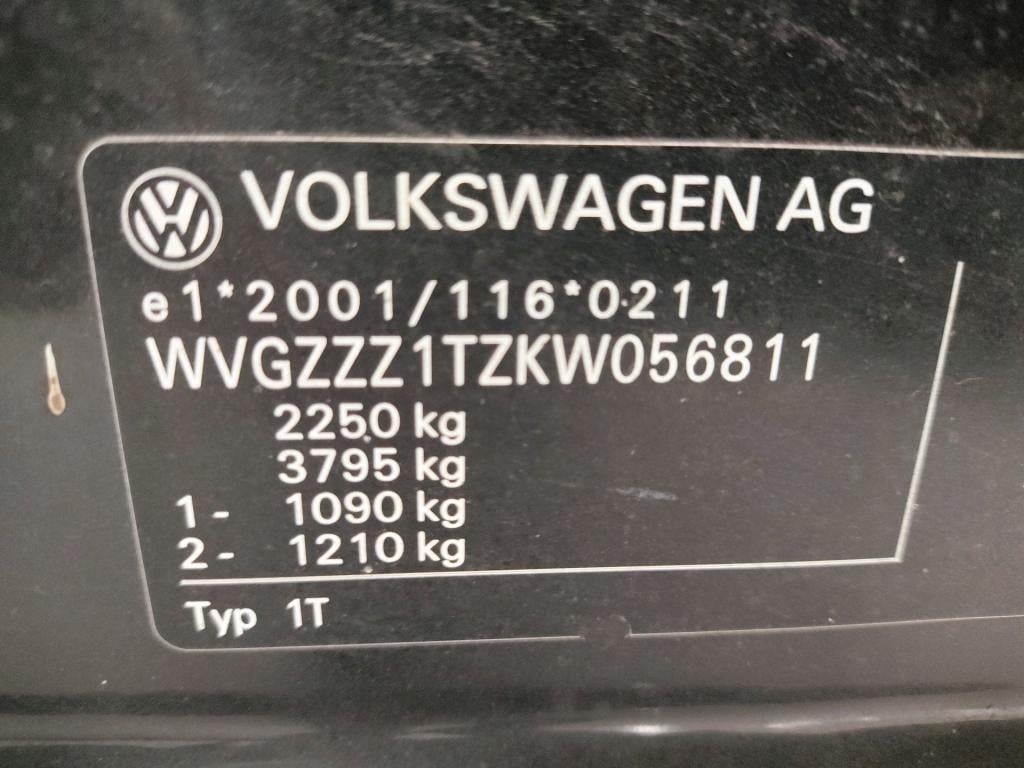 VOLKSWAGEN AG
e1*2001/116*0211
WVGZZZ1TZKW056811
2250 kg
3795 kg
1- 1090 kg
2- 1210 kg
Typ 1T